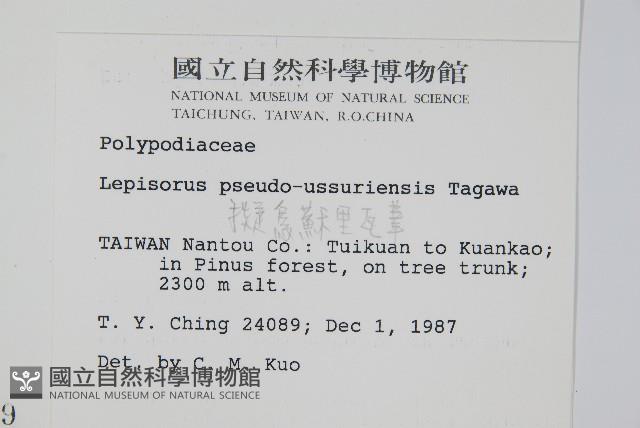 國立自然科學博物館
NATIONAL MUSEUM OF NATURAL SCIENCE
TAICHUNG, TAIWAN, R.O.CHINA
Polypodiaceae
Lepisorus pseudo-ussuriensis Tagawa
擬烏蘇里瓦葦
TAIWAN Nantou Co.: Tuikuan to Kuankao;
in Pinus forest, on tree trunk;
2300 m alt.
T. Y. Ching 24089; Dec 1, 1987
Det. by C. M. Kuo
國立自然科學博物館
NATIONAL MUSEUM OF NATURAL SCIENCE
9